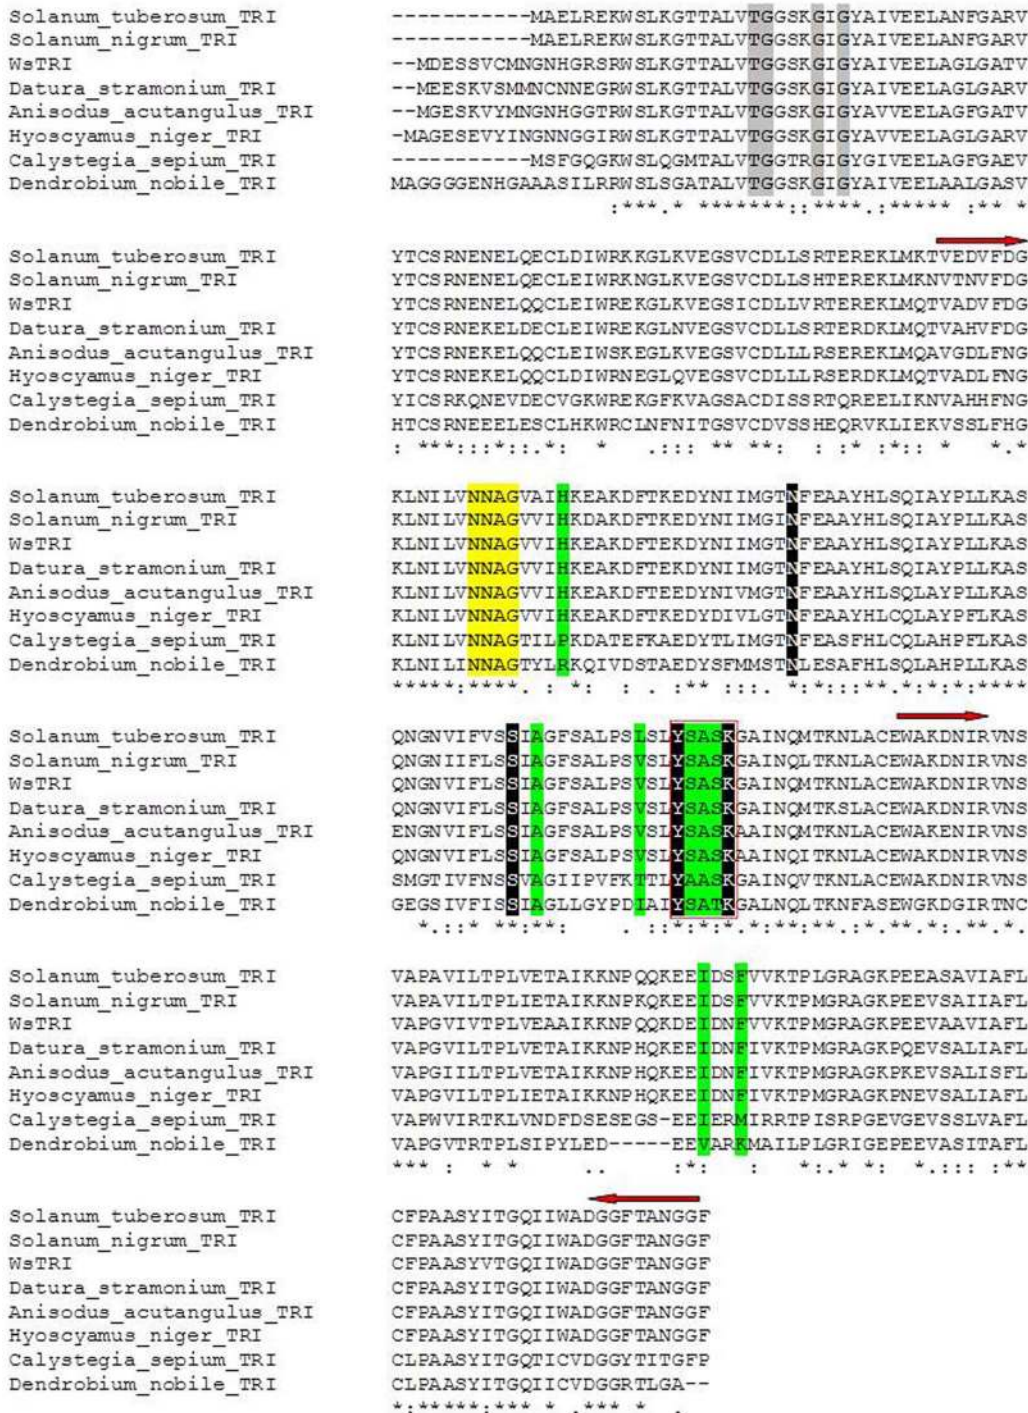 Solanum_tuberosum_TRI -----------MAELREKWSLKGTTALVTGGSKGIGYAIVEELANFGARV
Solanum_nigrum_TRI -----------MAELREKWSLKGTTALVTGGSKGIGYAIVEELANFGARV
WsTRI --MDESSVCMNGNHGRSRWSLKGTTALVTGGSKGIGYAIVEELAGLGATV
Datura_stramonium_TRI --MEESKVSMMNCNNEGRWSLKGTTALVTGGSKGIGYAIVEELAGLGARV
Anisodus_acutangulus_TRI --MGESKVYMNGNHGGTRWSLKGTTALVTGGSKGIGYAVVEELAGFGATV
Hyoscyamus_niger_TRI -MAGESEVYINGNNGGIRWSLKGTTALVTGGSKGIGYAVVEELAGLGARV
Calystegia_sepium_TRI -----------MSFGQGKWSLQGMTALVTGGTRGIGYGIVEELAGFGAEV
Dendrobium_nobile_TRI MAGGGGENHGAAASILRRWSLSGATALVTGGSKGIGYAIVEELAALGASV
:***.* *******::****.:***** :** *
Solanum_tuberosum_TRI YTCSRNENELQECLDIWRKKGLKVEGSVCDLLSRTEREKLMKTVEDVFDG
Solanum_nigrum_TRI YTCSRNENELQECLEIWRKNGLKVEGSVCDLLSHTEREKLMKNVTNVFDG
WsTRI YTCSRNENELQQCLEIWREKGLKVEGSICDLLVRTEREKLMQTVADVFDG
Datura_stramonium_TRI YTCSRNEKELDECLEIWREKGLNVEGSVCDLLSRTERDKLMQTVAHVFDG
Anisodus_acutangulus_TRI YTCSRNEKELQQCLEIWSKEGLKVEGSVCDLLLRSEREKLMQAVGDLFNG
Hyoscyamus_niger_TRI YTCSRNEKELQQCLDIWRNEGLQVEGSVCDLLLRSERDKLMQTVADLFNG
Calystegia_sepium_TRI YICSRKQNEVDECVGKWREKGFKVAGSACDISSRTQREELIKNVAHHFNG
Dendrobium_nobile_TRI HTCSRNEEELESCLHKWRCLNFNITGSVCDVSSHEQRVKLIEKVSSLFHG
: ***:::*::.*: * .::: ** **: : :* :*:: * *.*
Solanum_tuberosum_TRI KLNILVNNAGVAIHKEAKDFTKEDYNIIMGTNFEAAYHLSQIAYPLLKAS
Solanum_nigrum_TRI KLNILVNNAGVVIHKDAKDFTKEDYNIIMGINFEAAYHLSQIAYPLLKAS
WsTRI KLNILVNNAGVVIHKEAKDFTEKDYNIIMGTNFEAAYHLSQIAYPLLKAS
Datura_stramonium_TRI KLNILVNNAGVVIHKEAKDFTEKDYNIIMGTNFEAAYHLSQIAYPLLKAS
Anisodus_acutangulus_TRI KLNILVNNAGVVIHKEAKDFTEEDYNIVMGTNFEAAYHLSQLAYPLLKAS
Hyoscyamus_niger_TRI KLNILVNNAGVVIHKEAKDFTKEDYDIVLGTNFEAAYHLCQLAYPFLKAS
Calystegia_sepium_TRI KLNILVNNAGTILPKDATEFKAEDYTLIMGTNFEASFHLCQLAHPFLKAS
Dendrobium_nobile_TRI KLNILINNAGTYLRKQIVDSTAEDYSFMMSTNLESAFHLSQLAHPLLKAS
*****:****. : *: : . :** ::: . *:*:::**.*:*:*:****
Solanum_tuberosum_TRI QNGNVIFVSSIAGFSALPSLSLYSASKGAINQMTKNLACEWAKDNIRVNS
Solanum_nigrum_TRI QNGNIIFLSSIAGFSALPSVSLYSASKGAINQLTKNLACEWAKDNIRVNS
WsTRI QNGNVIFLSSIAGFSALPSVSLYSASKGAINQMTKNLACEWAKDNIRVNS
Datura_stramonium_TRI QNGNVIFLSSIAGFSALPSVSLYSASKGAINQMTKSLACEWAKDNIRVNS
Anisodus_acutangulus_TRI ENGNVIFLSSIAGFSALPSVSLYSASKAAINQMTKNLACEWAKENIRVNS
Hyoscyamus_niger_TRI QNGNVIFLSSIAGFSALPSVSLYSASKAAINQITKNLACEWAKDNIRVNS
Calystegia_sepium_TRI SMGTIVFNSSVAGIIPVFKTTLYAASKGAINQVTKNLACEWAKDNIRVNS
Dendrobium_nobile_TRI GEGSIVFISSIAGLLGYPDIAIYSATKGALNQLTKNFASEWGKDGIRTNC
*.::* **:**: . ::*:*:*.*:**:**.:*.**.*:.**.*.
Solanum_tuberosum_TRI VAPAVILTPLVETAIKKNPQQKEEIDSFVVKTPLGRAGKPEEASAVIAFL
Solanum_nigrum_TRI VAPAVILTPLIETAIKKNPKQKEEIDSFVVKTPMGRAGKPEEVSAIIAFL
WsTRI VAPGVIVTPLVEAAIKKNPQQKDEIDNFVVKTPMGRAGKPEEVAAVIAFL
Datura_stramonium_TRI VAPGVILTPLVETAIKKNPHQKEEIDNFIVKTPMGRAGKPQEVSALIAFL
Anisodus_acutangulus_TRI VAPGIILTPLVETAIKKNPHQKEEIDNFIVKTPMGRAGKPEEVSALISFL
Hyoscyamus_niger_TRI VAPGVILTPLIETAIKKNPHQKEEIDNFIVKTPMGRAGKPNEVSALIAFL
Calystegia_sepium_TRI VAPWVIRTKLVNDFDSESEGS-EEIERMIRRTPISRPGEVGEVSSLVAFL
Dendrobium_nobile_TRI VAPGVTRTPLSIPYLED-----EEVARKMAILPLGRIGEPEEVASITAFL
*** : * * .. :*: : *:.* *: *.::: :**
Solanum_tuberosum_TRI CFPAASYITGQIIWADGGFTANGGF
Solanum_nigrum_TRI CFPAASYITGQIIWADGGFTANGGF
WsTRI CFPAASYVTGQIIWADGGFTANGGF
Datura_stramonium_TRI CFPAASYITGQIIWADGGFTANGGF
Anisodus_acutangulus_TRI CFPAASYITGQIIWADGGFTANGGF
Hyoscyamus_niger_TRI CFPAASYITGQIIWADGGFTANGGF
Calystegia_sepium_TRI CLPAASYITGQTICVDGGYTITGFP
Dendrobium_nobile_TRI CLPAASYITGQIICVDGGRTLGA--
*:*****:*** * .*** * .